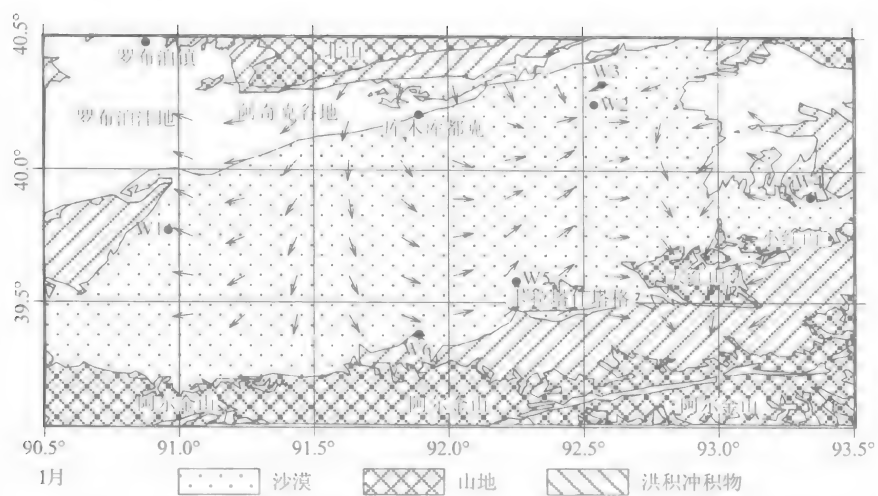 40.5°
40.0°
39.5°
罗布泊镇
北山
W3
W2
罗布泊洼地
阿奇克谷地
库木库都克
W1
W5
阿尔金山
阿尔金山
阿尔金山
90.5°
91.0°
91.5°
92.0°
92.5°
93.0°
93.5°
1月
沙漠
山地
洪积冲积物